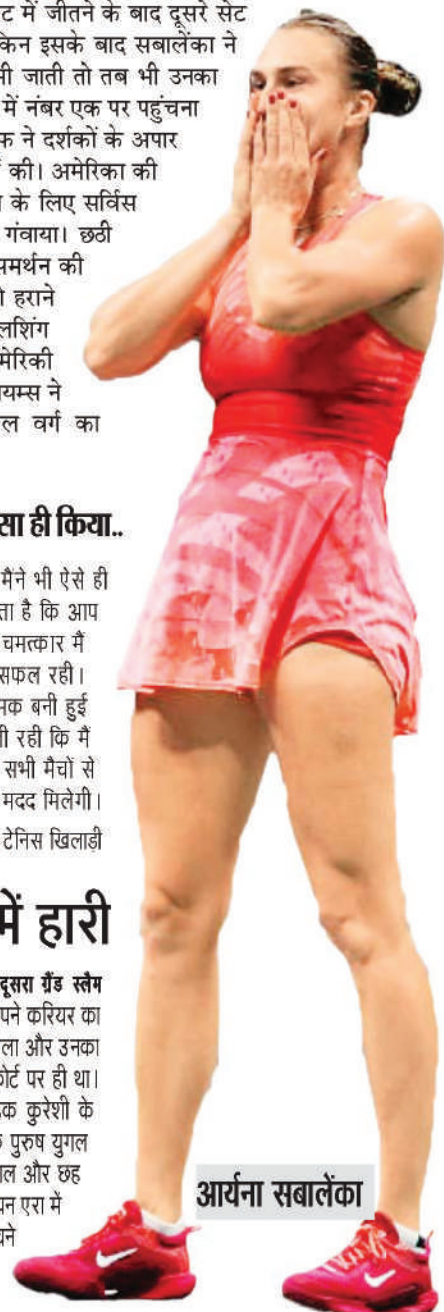 ट में जीतने के बाद दूसरे सेट
किन इसके बाद सबालेंका ने
भी जाती तो तब भी उनका
में नंबर एक पर पहुंचना
फ ने दर्शकों के अपार
की। अमेरिका की
के लिए सर्विस
गंवाया। छठी
समर्थन की
हराने
लशिंग
मेरिकी
यम्स ने
ल वर्ग का
सा ही किया..
मैंने भी ऐसे ही
ता है कि आप
चमत्कार मैं
सफल रही।
मक बनी हुई
ती रही कि मैं
सभी मैचों से
मदद मिलेगी।
टेनिस खिलाड़ी
में हारी
दूसरा ग्रैंड स्लैम
पने करियर का
ला और उनका
कोर्ट पर ही था।
क कुरेशी के
पुरुष युगल
ल और छह
पन एरा में
आर्यना सबालेंका